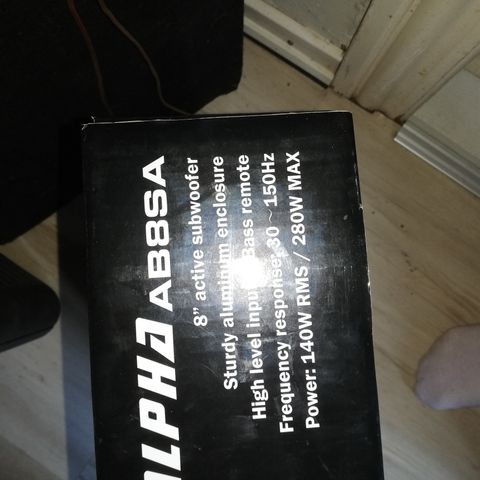 ALPHA
AB8SA
8" active subwoofer
Sturdy aluminum enclosure
High level input / Bass remote
Frequency response: 30 ~ 150Hz
Power: 140W RMS / 280W MAX